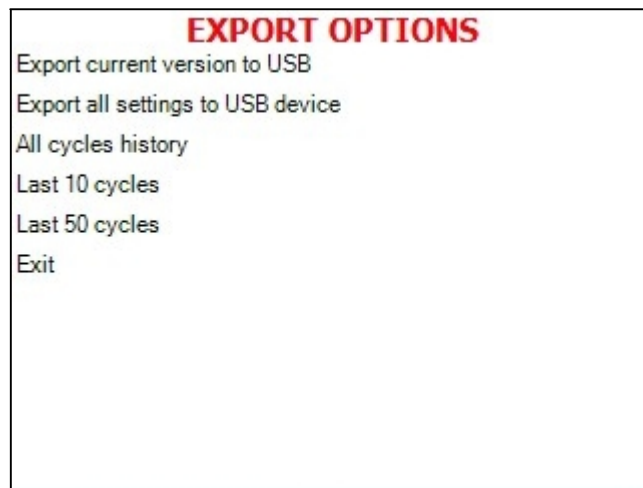 EXPORT OPTIONS
Export current version to USB
Export all settings to USB device
All cycles history
Last 10 cycles
Last 50 cycles
Exit